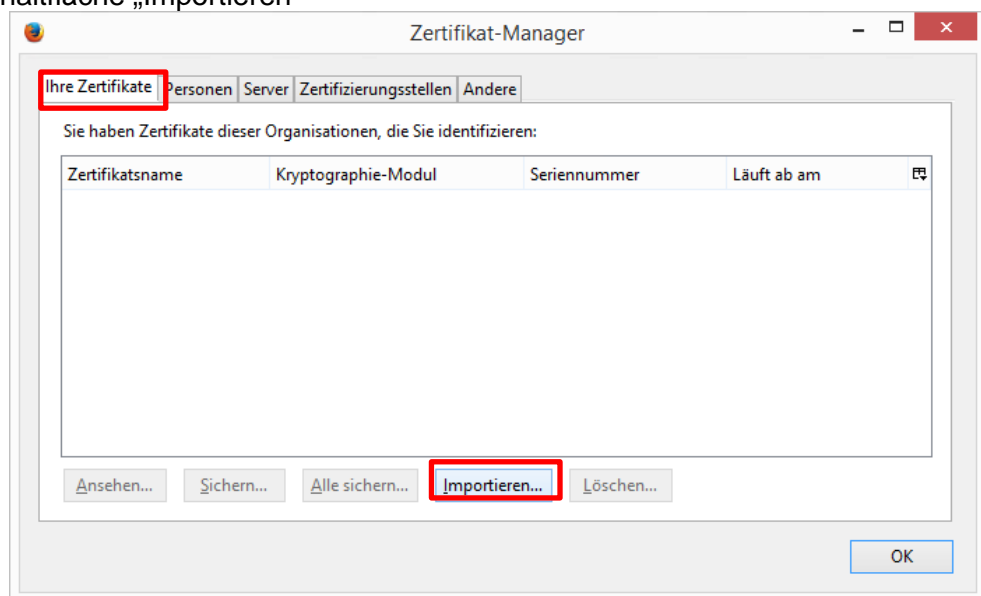 „Importieren
Zertifikat-Manager
Ihre Zertifikate Personen Server Zertifizierungsstellen Andere
Sie haben Zertifikate dieser Organisationen, die Sie identifizieren:
Zertifikatsname Kryptographie-Modul Seriennummer Läuft ab am
Ansehen... Sichern... Alle sichern... Importieren... Löschen...
OK